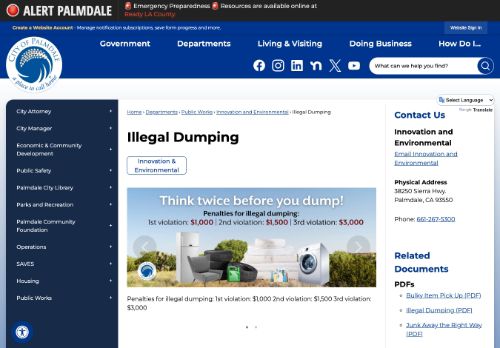 ALERT PALMDALE
🚨 Emergency Preparedness 🚨 Resources are available online at
Ready LA County.
Create a Website Account - Manage notification subscriptions, save form progress and more.
Website Sign In
CITY OF PALMDALE
a place to call home
Government
Departments
Living & Visiting
Doing Business
How Do I...
What can we help you find?
Select Language
Google Translate
City Attorney
City Manager
Economic & Community
Development
Public Safety
Palmdale City Library
Parks and Recreation
Palmdale Community
Foundation
Operations
SAVES
Housing
Public Works
Home › Departments › Public Works › Innovation and Environmental › Illegal Dumping
Illegal Dumping
Innovation &
Environmental
Think twice before you dump!
Penalties for illegal dumping:
1st violation: $1,000 | 2nd violation: $1,500 | 3rd violation: $3,000
Penalties for illegal dumping: 1st violation: $1,000 2nd violation: $1,500 3rd violation:
$3,000
Contact Us
Innovation and
Environmental
Email Innovation and
Environmental
Physical Address
38250 Sierra Hwy.
Palmdale, CA 93550
Phone: 661-267-5300
Related
Documents
PDFs
Bulky Item Pick Up (PDF)
Illegal Dumping (PDF)
Junk Away the Right
Way (PDF)